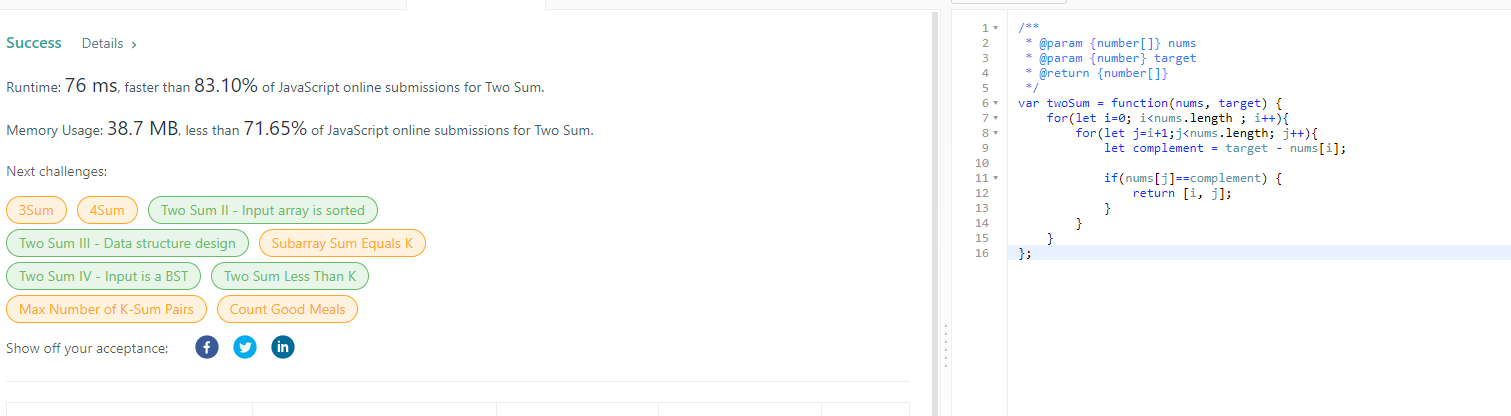 Success Details >
Runtime: 76 ms, faster than 83.10% of JavaScript online submissions for Two Sum.
Memory Usage: 38.7 MB, less than 71.65% of JavaScript online submissions for Two Sum.
Next challenges:
3Sum 4Sum Two Sum II - Input array is sorted
Two Sum III - Data structure design Subarray Sum Equals K
Two Sum IV - Input is a BST Two Sum Less Than K
Max Number of K-Sum Pairs Count Good Meals
Show off your acceptance: f in
1 /**
2 * @param {number[]} nums
3 * @param {number} target
4 * @return {number[]}
5 */
6 var twoSum = function(nums, target) {
7 for(let i=0; i<nums.length ; i++){
8 for(let j=i+1;j<nums.length; j++){
9 let complement = target - nums[i];
10
11 if(nums[j]==complement) {
12 return [i, j];
13 }
14 }
15 }
16 };